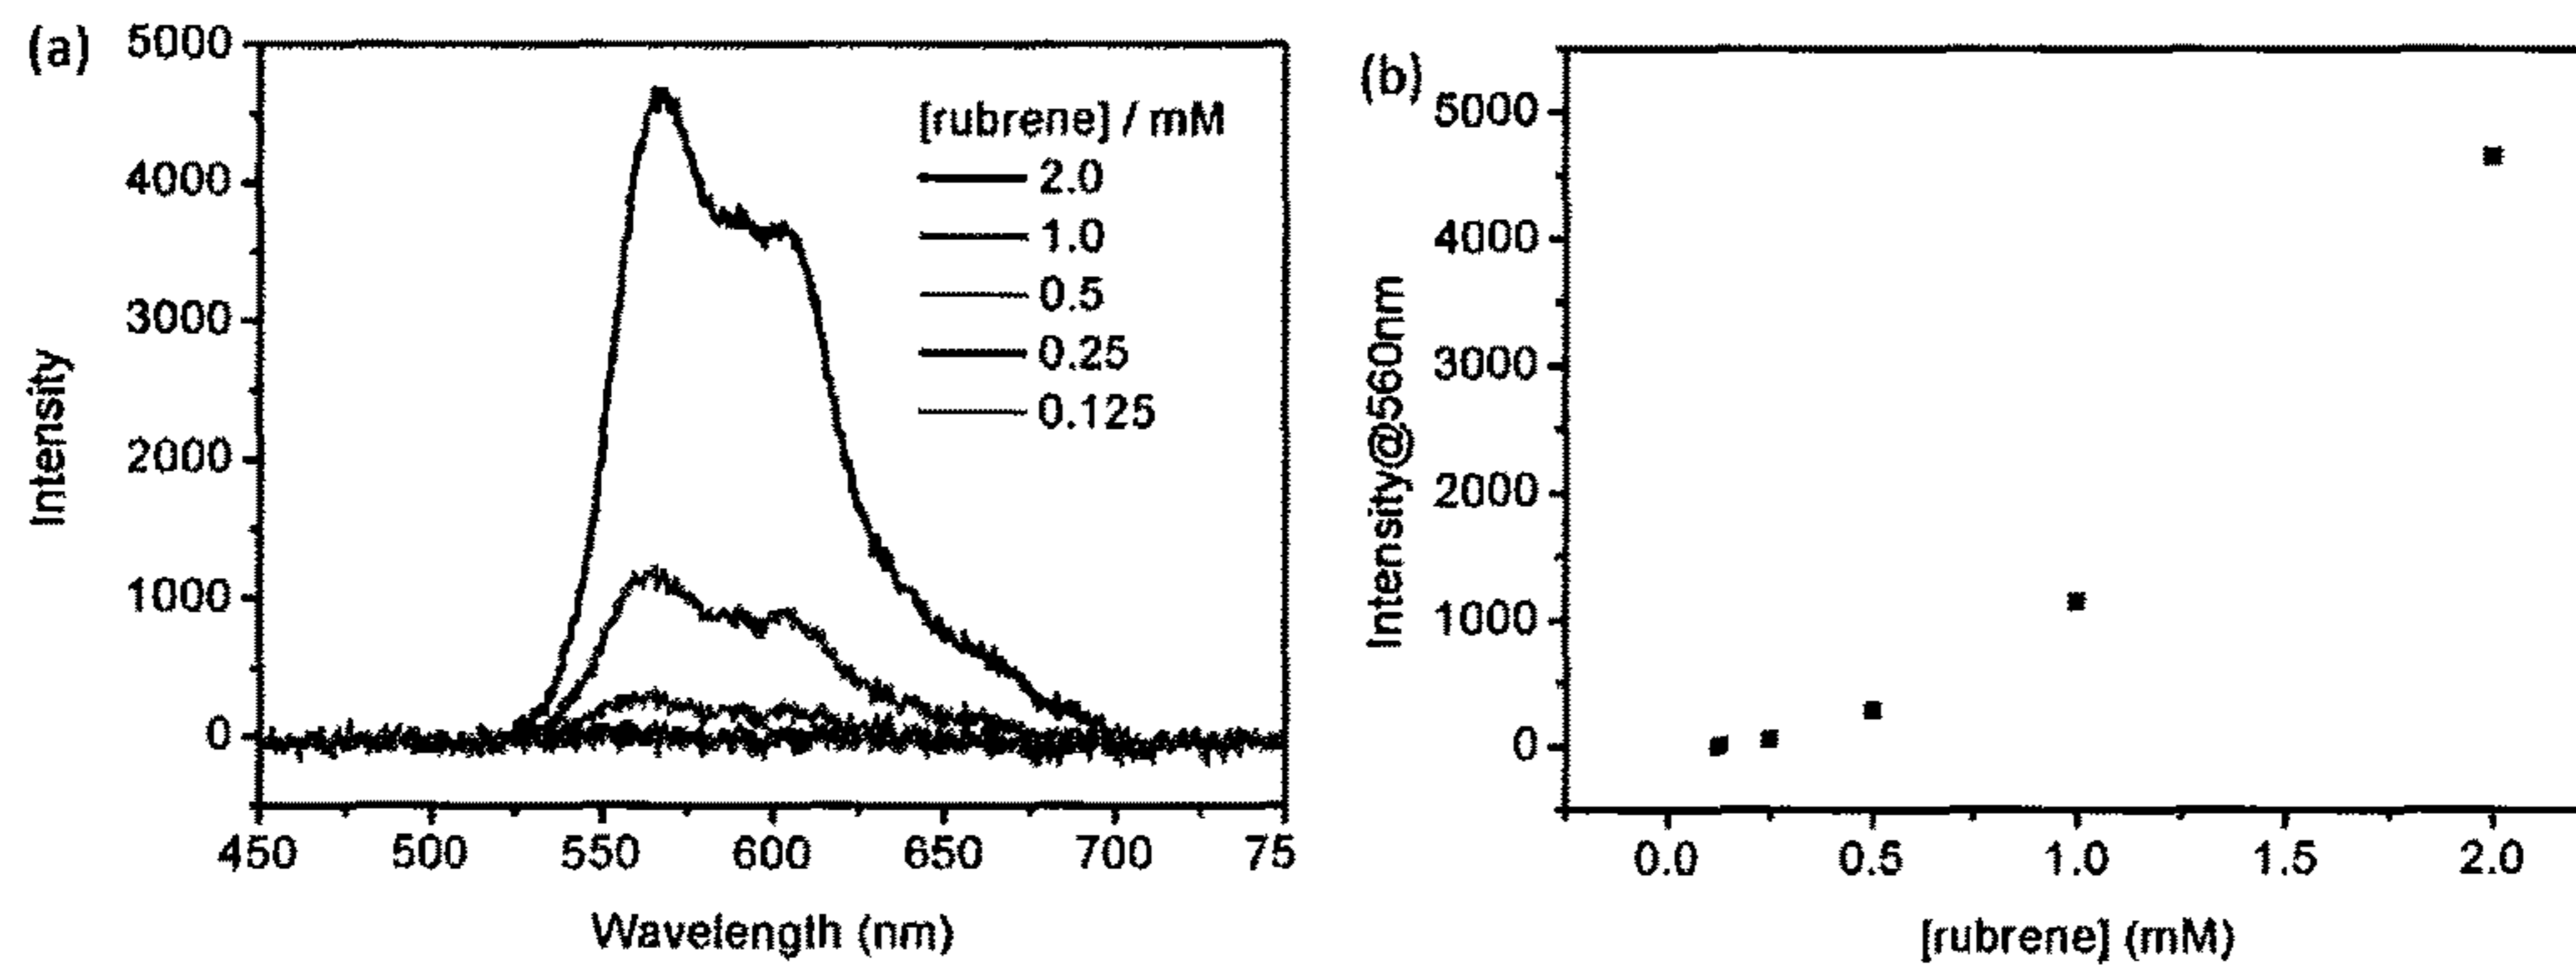 (a)
5000
4000
3000
2000
1000
0
Intensity
[rubrene] / mM
2.0
1.0
0.5
0.25
0.125
450 500 550 600 650 700 75
Wavelength (nm)
(b)
5000
4000
3000
2000
1000
0
Intensity@560nm
0.0 0.5 1.0 1.5 2.0
[rubrene] (mM)